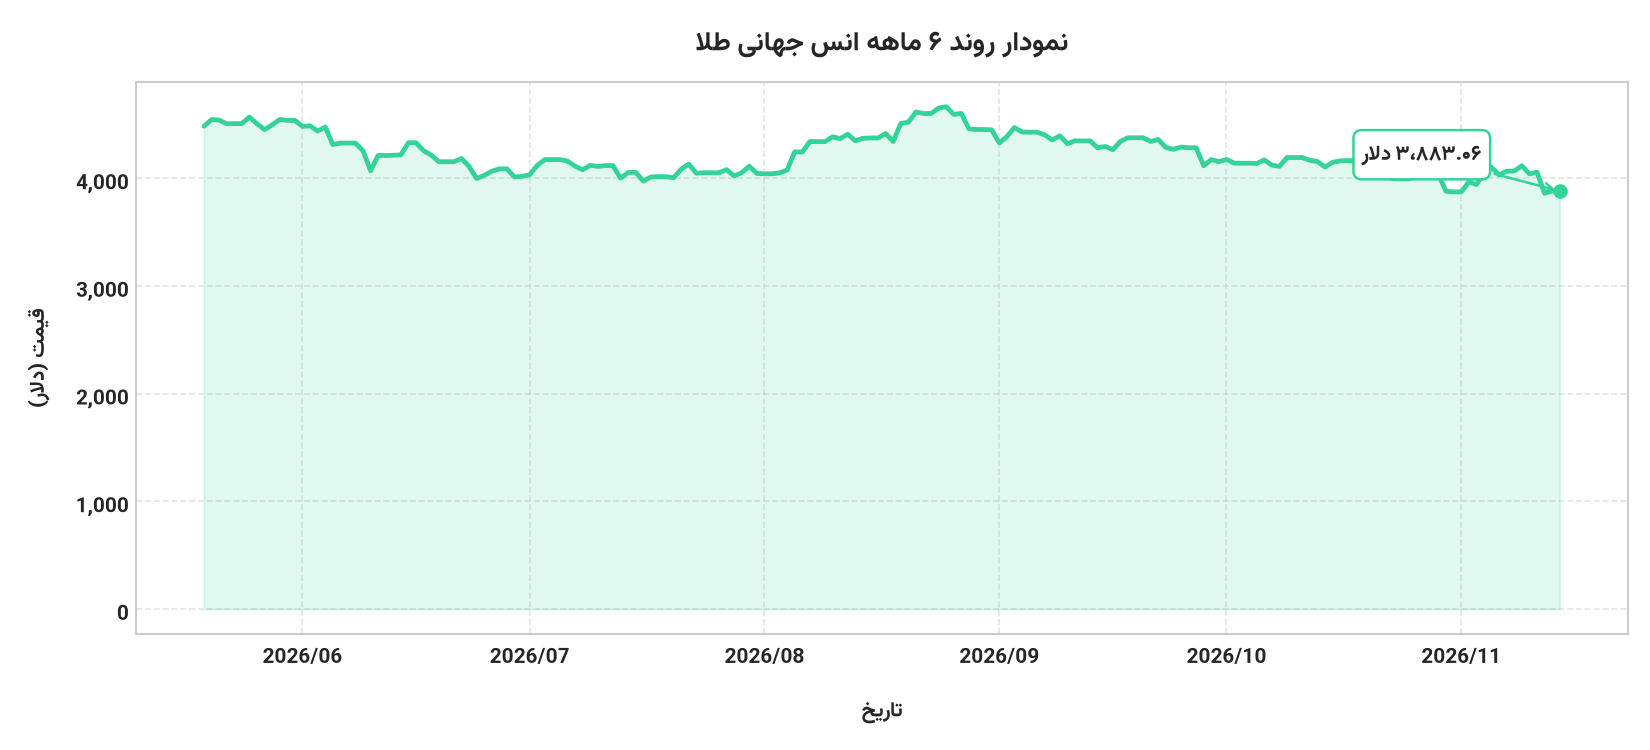 نمودار روند ۶ ماهه انس جهانی طلا
قیمت (دلار)
4,000
3,000
2,000
1,000
0
۳،۸۸۳.۰۶ دلار
2026/06
2026/07
2026/08
2026/09
2026/10
2026/11
تاریخ